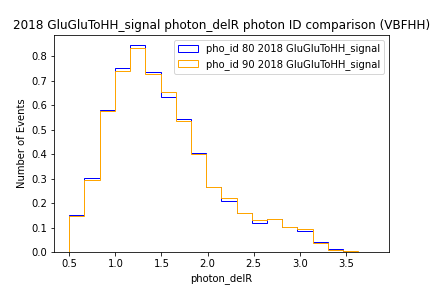 2018 GluGluToHH_signal photon_delR photon ID comparison (VBFHH)
pho_id 80 2018 GluGluToHH_signal
pho_id 90 2018 GluGluToHH_signal
Number of Events
0.8
0.7
0.6
0.5
0.4
0.3
0.2
0.1
0.0
0.5 1.0 1.5 2.0 2.5 3.0 3.5
photon_delR